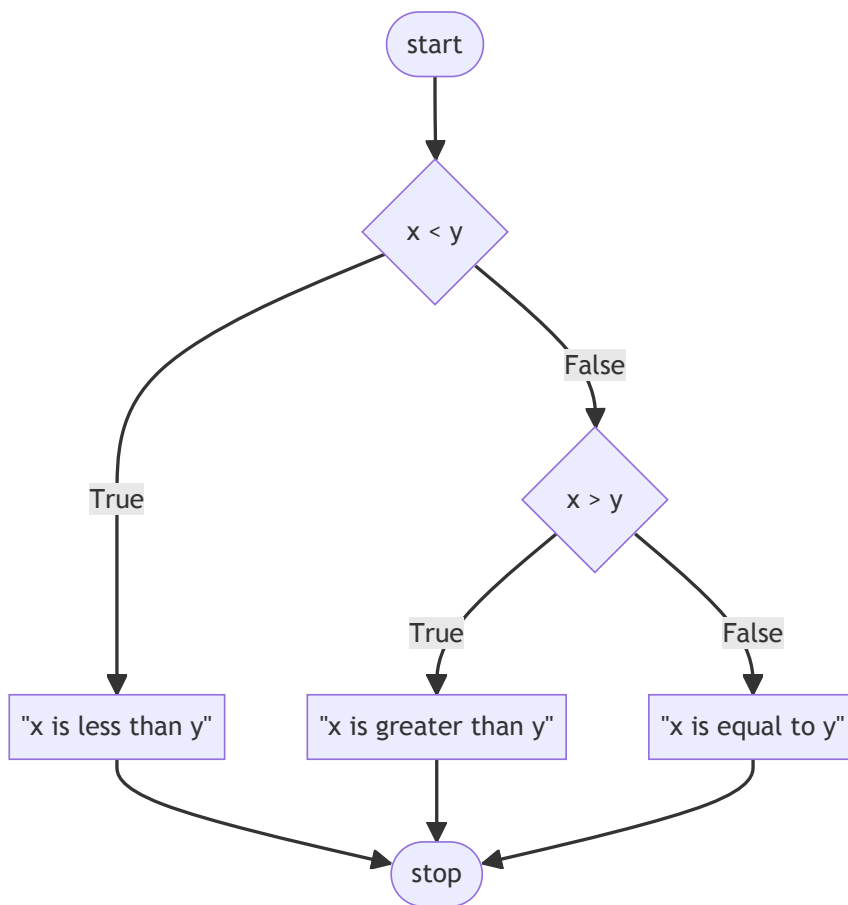 start
x < y
False
True
x > y
True
False
"x is less than y"
"x is greater than y"
"x is equal to y"
stop